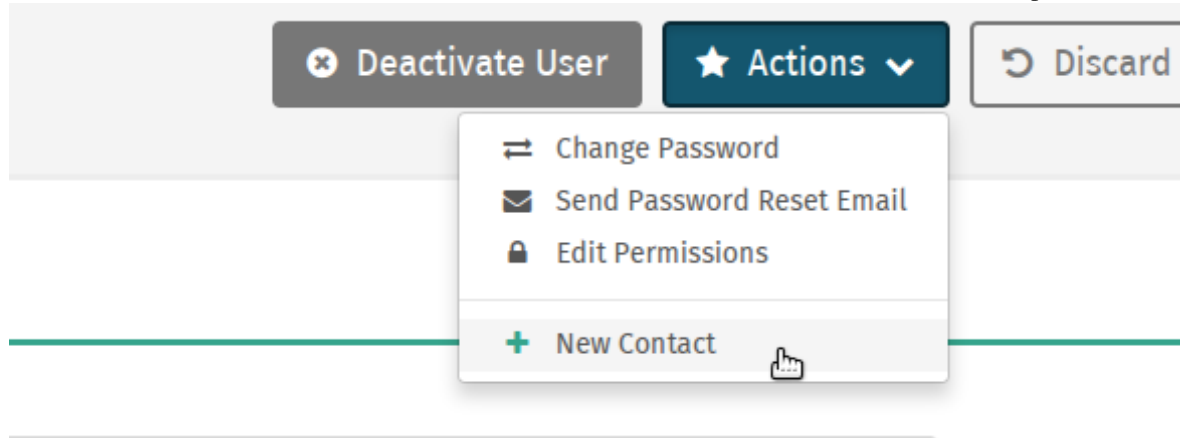 Deactivate User
Actions
Discard
Change Password
Send Password Reset Email
Edit Permissions
New Contact